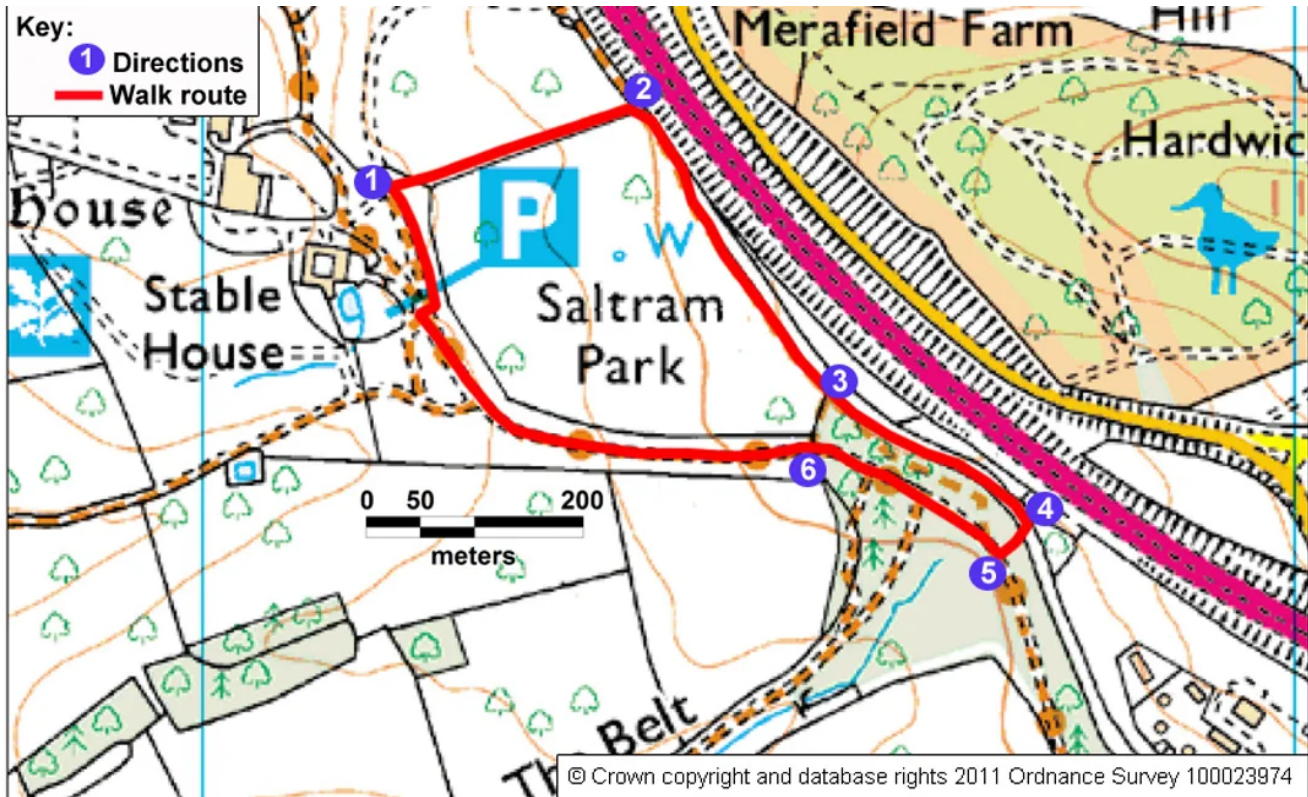 Key:
1 Directions
Walk route
Merafield Farm
Hill
Hardwic
2
1
house
P
W
Stable
House
Saltram
Park
3
6
4
5
0 50 200
meters
The Belt
© Crown copyright and database rights 2011 Ordnance Survey 100023974